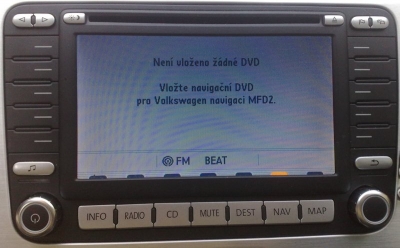 Není vloženo žádné DVD
Vložte navigační DVD
pro Volkswagen navigaci MFD2.
FM BEAT
INFO RADIO CD MUTE DEST NAV MAP